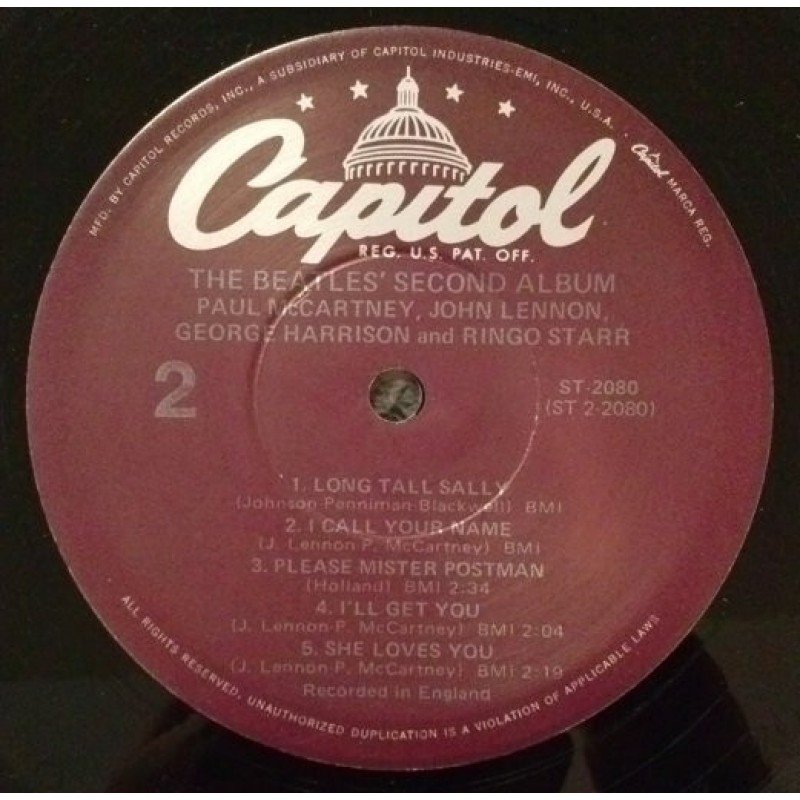 MFD. BY CAPITOL RECORDS, INC., A SUBSIDIARY OF CAPITOL INDUSTRIES-EMI, INC., U.S.A. • Capitol MARCA REG.
Capitol
REG. U.S. PAT. OFF.
THE BEATLES' SECOND ALBUM
PAUL McCARTNEY, JOHN LENNON,
GEORGE HARRISON and RINGO STARR
2
ST-2080
(ST 2-2080)
1. LONG TALL SALLY
(Johnson-Penniman-Blackwell) BMI
2. I CALL YOUR NAME
(J. Lennon-P. McCartney) BMI
3. PLEASE MISTER POSTMAN
(Holland) BMI 2:34
4. I'LL GET YOU
(J. Lennon-P. McCartney) BMI 2:04
5. SHE LOVES YOU
(J. Lennon-P. McCartney) BMI 2:19
Recorded in England
ALL RIGHTS RESERVED, UNAUTHORIZED DUPLICATION IS A VIOLATION OF APPLICABLE LAWS